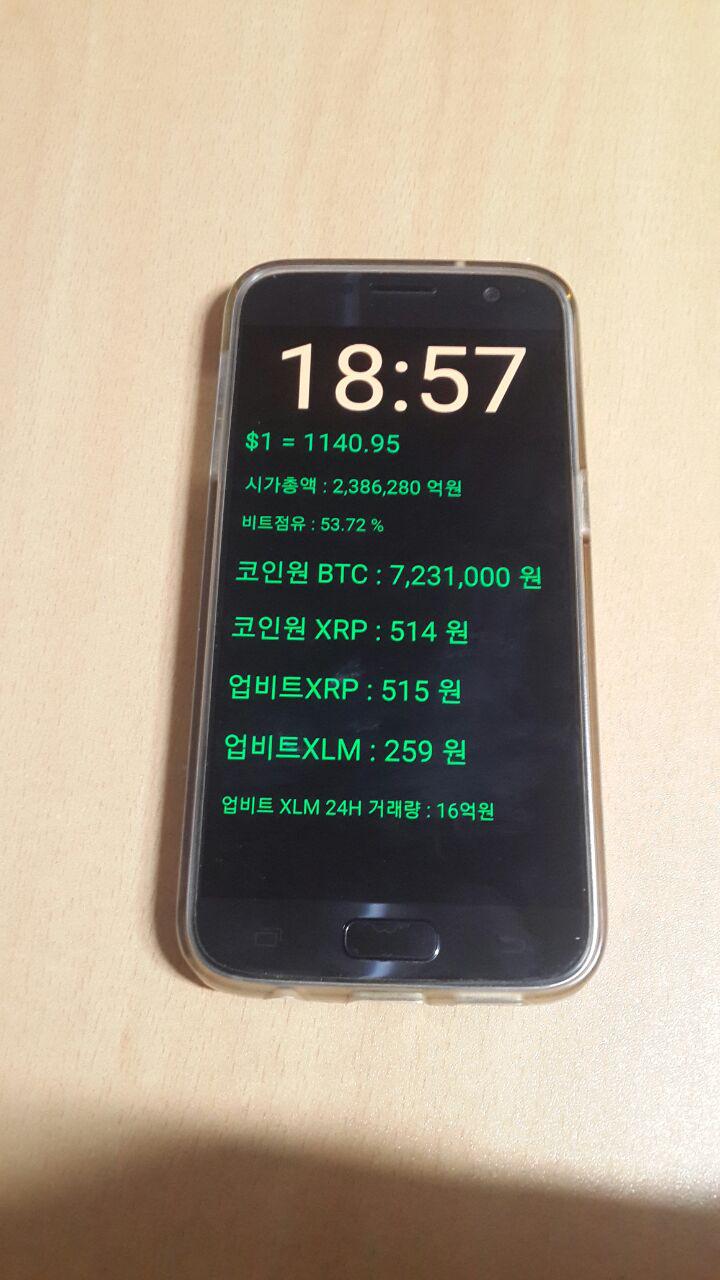 18:57
$1 = 1140.95
시가총액 : 2,386,280 억원
비트점유 : 53.72 %
코인원 BTC : 7,231,000 원
코인원 XRP : 514 원
업비트XRP : 515 원
업비트XLM : 259 원
업비트 XLM 24H 거래량 : 16억원